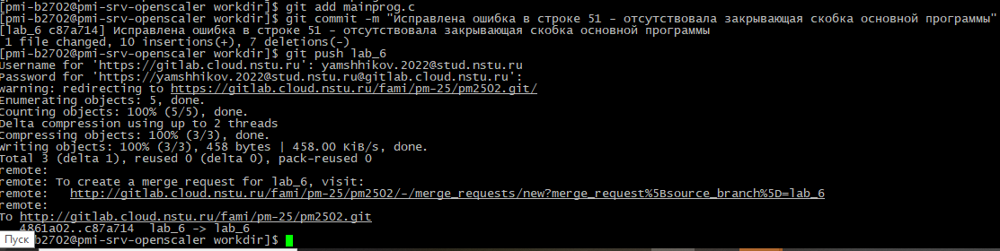 [pmi-b2702@pmi-srv-openscaler workdir]$ git add mainprog.c
[pmi-b2702@pmi-srv-openscaler workdir]$ git commit -m "Исправлена ошибка в строке 51 - отсутствовала закрывающая скобка основной программы"
[lab_6 c87a714] Исправлена ошибка в строке 51 - отсутствовала закрывающая скобка основной программы
1 file changed, 10 insertions(+), 7 deletions(-)
[pmi-b2702@pmi-srv-openscaler workdir]$ git push lab_6
Username for 'https://gitlab.cloud.nstu.ru': yamshhikov.2022@stud.nstu.ru
Password for 'https://yamshhikov.2022@stud.nstu.ru@gitlab.cloud.nstu.ru':
warning: redirecting to https://gitlab.cloud.nstu.ru/fami/pm-25/pm2502.git/
Enumerating objects: 5, done.
Counting objects: 100% (5/5), done.
Delta compression using up to 2 threads
Compressing objects: 100% (3/3), done.
Writing objects: 100% (3/3), 458 bytes | 458.00 KiB/s, done.
Total 3 (delta 1), reused 0 (delta 0), pack-reused 0
remote:
remote: To create a merge request for lab_6, visit:
remote:   http://gitlab.cloud.nstu.ru/fami/pm-25/pm2502/-/merge_requests/new?merge_request%5Bsource_branch%5D=lab_6
remote:
To http://gitlab.cloud.nstu.ru/fami/pm-25/pm2502.git
4861a02..c87a714  lab_6 -> lab_6
b2702@pmi-srv-openscaler workdir]$
Пуск